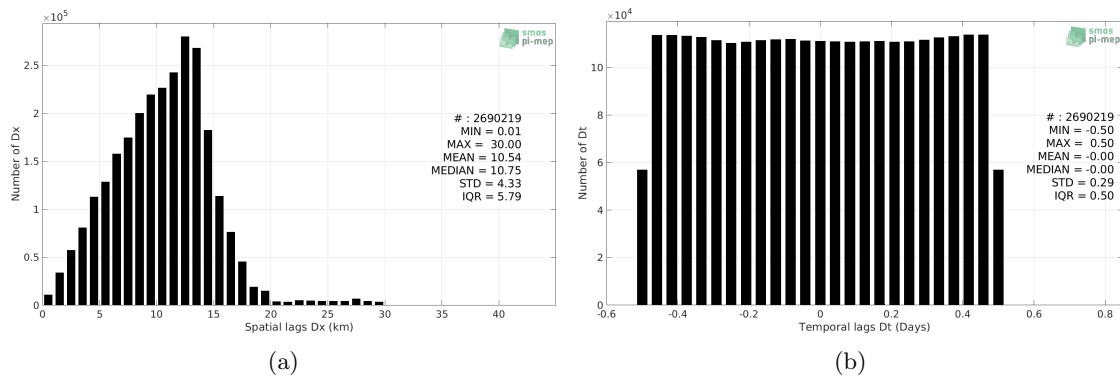 ×10⁵
2.5
2
1.5
1
0.5
0
Number of Dx
smos
pi-mep
# : 2690219
MIN = 0.01
MAX = 30.00
MEAN = 10.54
MEDIAN = 10.75
STD = 4.33
IQR = 5.79
0 5 10 15 20 25 30 35 40
Spatial lags Dx (km)
(a)
×10⁴
10
8
6
4
2
0
Number of Dt
smos
pi-mep
# : 2690219
MIN = -0.50
MAX = 0.50
MEAN = -0.00
MEDIAN = -0.00
STD = 0.29
IQR = 0.50
-0.6 -0.4 -0.2 0 0.2 0.4 0.6 0.8
Temporal lags Dt (Days)
(b)